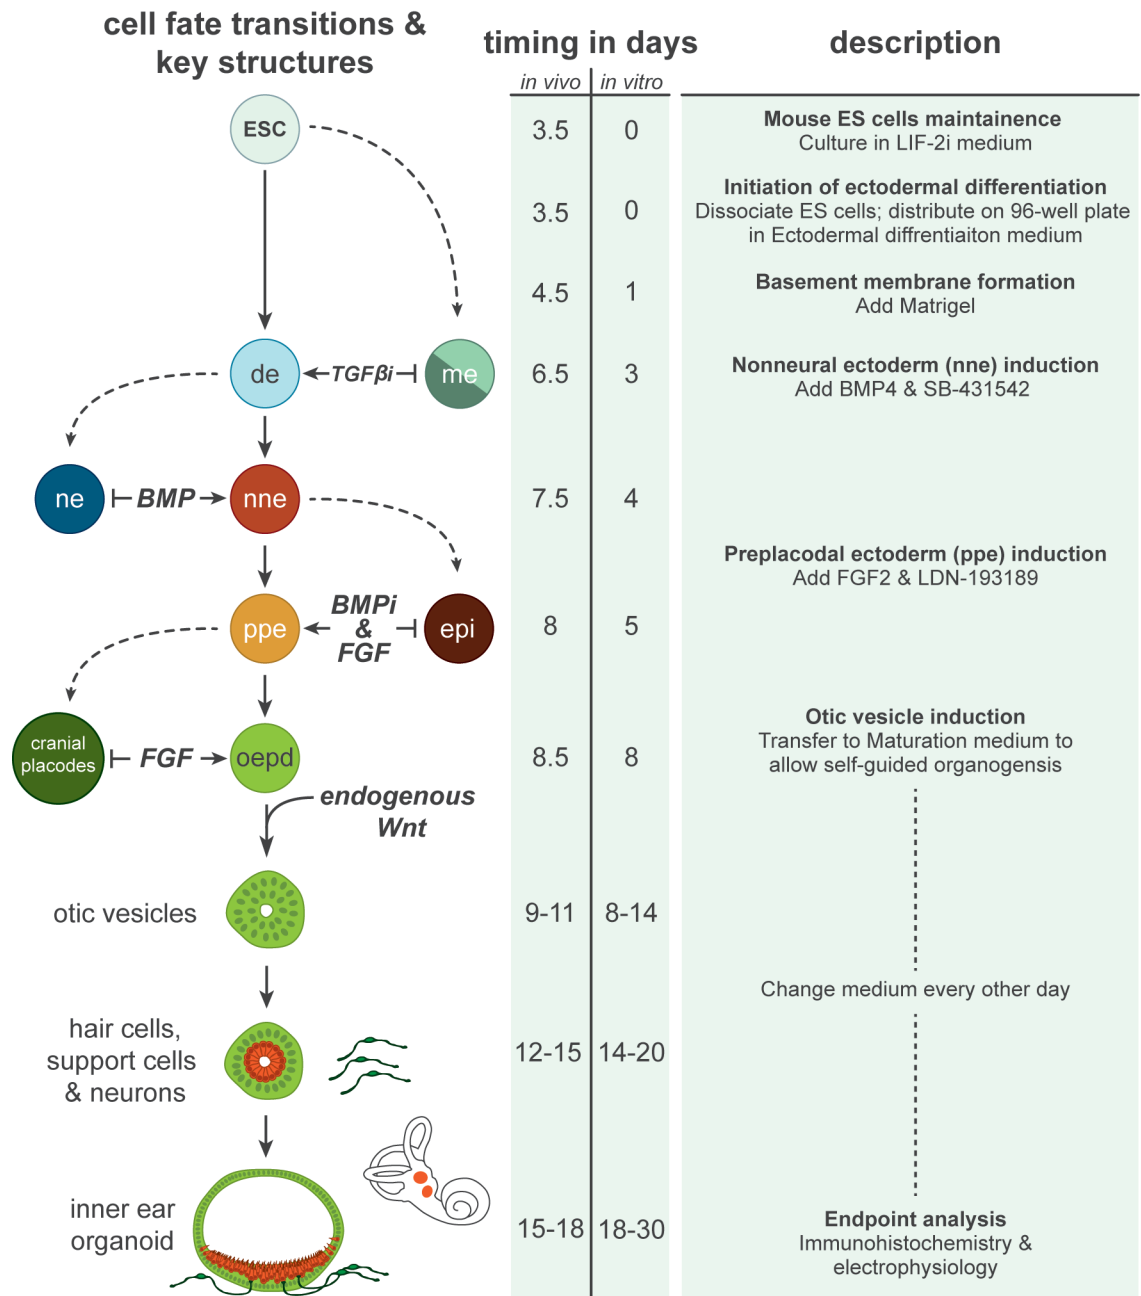 cell fate transitions &
key structures
timing in days
description
in vivo
in vitro
ESC
3.5
0
Mouse ES cells maintainence
Culture in LIF-2i medium
3.5
0
Initiation of ectodermal differentiation
Dissociate ES cells; distribute on 96-well plate
in Ectodermal diffrentiaiton medium
4.5
1
Basement membrane formation
Add Matrigel
de
TGFβi
me
6.5
3
Nonneural ectoderm (nne) induction
Add BMP4 & SB-431542
ne
BMP
nne
7.5
4
Preplacodal ectoderm (ppe) induction
Add FGF2 & LDN-193189
ppe
BMPi
&
FGF
epi
8
5
cranial
placodes
FGF
oepd
8.5
8
Otic vesicle induction
Transfer to Maturation medium to
allow self-guided organogensis
endogenous
Wnt
otic vesicles
9-11
8-14
Change medium every other day
hair cells,
support cells
& neurons
12-15
14-20
inner ear
organoid
15-18
18-30
Endpoint analysis
Immunohistochemistry &
electrophysiology